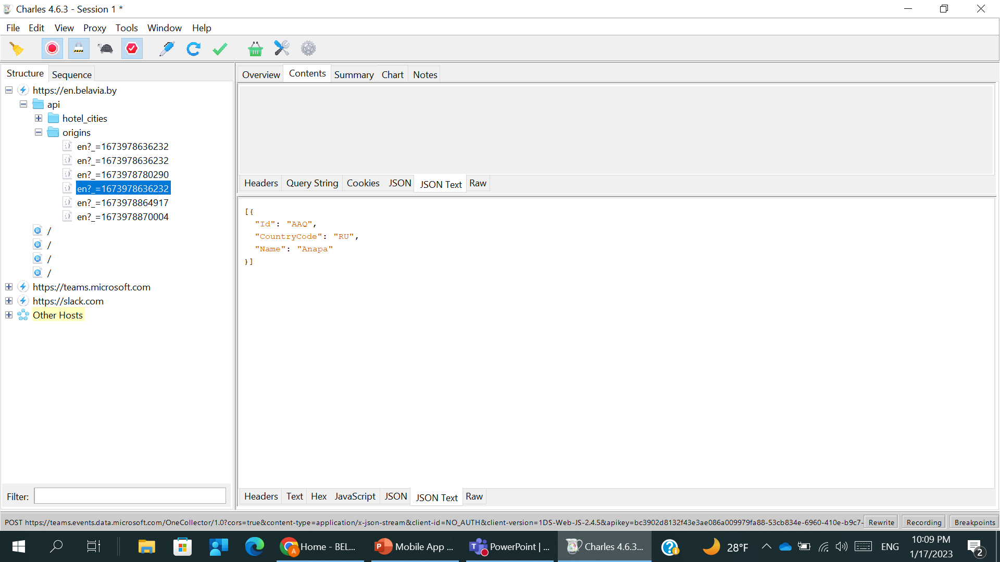 Charles 4.6.3 - Session 1 *
File Edit View Proxy Tools Window Help
Structure Sequence
https://en.belavia.by
api
hotel_cities
origins
en?_=1673978636232
en?_=1673978636232
en?_=1673978780290
en?_=1673978636232
en?_=1673978864917
en?_=1673978870004
/
/
/
/
https://teams.microsoft.com
https://slack.com
Other Hosts
Filter:
Overview Contents Summary Chart Notes
Headers Query String Cookies JSON JSON Text Raw
[{
"Id": "AAQ",
"CountryCode": "RU",
"Name": "Anapa"
}]
Headers Text Hex JavaScript JSON JSON Text Raw
POST https://teams.events.data.microsoft.com/OneCollector/1.0?cors=true&content-type=application/x-json-stream&client-id=NO_AUTH&client-version=1DS-Web-JS-2.4.5&apikey=bc3902d8132f43e3ae086a009979fa88-53cb834e-6960-410e-b9c7- Rewrite Recording Breakpoints
Home - BEL... Mobile App ... PowerPoint | ... Charles 4.6.3... 28°F ENG 10:09 PM
1/17/2023 2